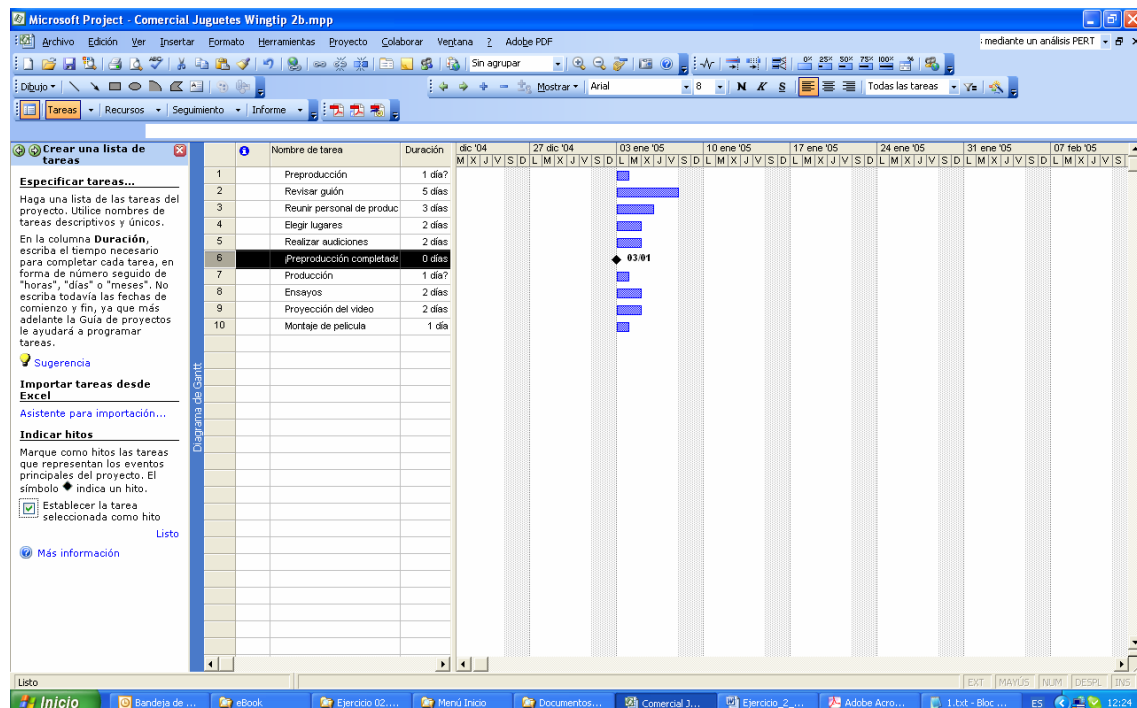 Microsoft Project - Comercial Juguetes Wingtip 2b.mpp
Archivo Edición Ver Insertar Formato Herramientas Proyecto Colaborar Ventana ? Adobe PDF
mediante un análisis PERT
Sin agrupar
0% 25% 50% 75% 100%
Dibujo
Mostrar Arial 8 N K S Todas las tareas
Tareas Recursos Seguimiento Informe
Crear una lista de
tareas
Especificar tareas...
Haga una lista de las tareas del
proyecto. Utilice nombres de
tareas descriptivos y únicos.
En la columna Duración,
escriba el tiempo necesario
para completar cada tarea, en
forma de número seguido de
"horas", "días" o "meses". No
escriba todavía las fechas de
comienzo y fin, ya que más
adelante la Guía de proyectos
le ayudará a programar
tareas.
Sugerencia
Importar tareas desde
Excel
Asistente para importación...
Indicar hitos
Marque como hitos las tareas
que representan los eventos
principales del proyecto. El
símbolo ◆ indica un hito.
Establecer la tarea
seleccionada como hito
Listo
Más información
Diagrama de Gantt
Nombre de tarea Duración
dic '04 27 dic '04 03 ene '05 10 ene '05 17 ene '05 24 ene '05 31 ene '05 07 feb '05
M X J V S D L M X J V S D L M X J V S D L M X J V S D L M X J V S D L M X J V S D L M X J V S D L M X J V S
1 Preproducción 1 día?
2 Revisar guión 5 días
3 Reunir personal de produc 3 días
4 Elegir lugares 2 días
5 Realizar audiciones 2 días
6 ¡Preproducción completada 0 días 03/01
7 Producción 1 día?
8 Ensayos 2 días
9 Proyección del video 2 días
10 Montaje de pelicula 1 día
Listo
EXT MAYÚS NUM DESPL INS
Inicio Bandeja de ... eBook Ejercicio 02.... Menú Inicio Documentos... Comercial J... Ejercicio_2_... Adobe Acro... 1.txt - Bloc ... ES 12:24